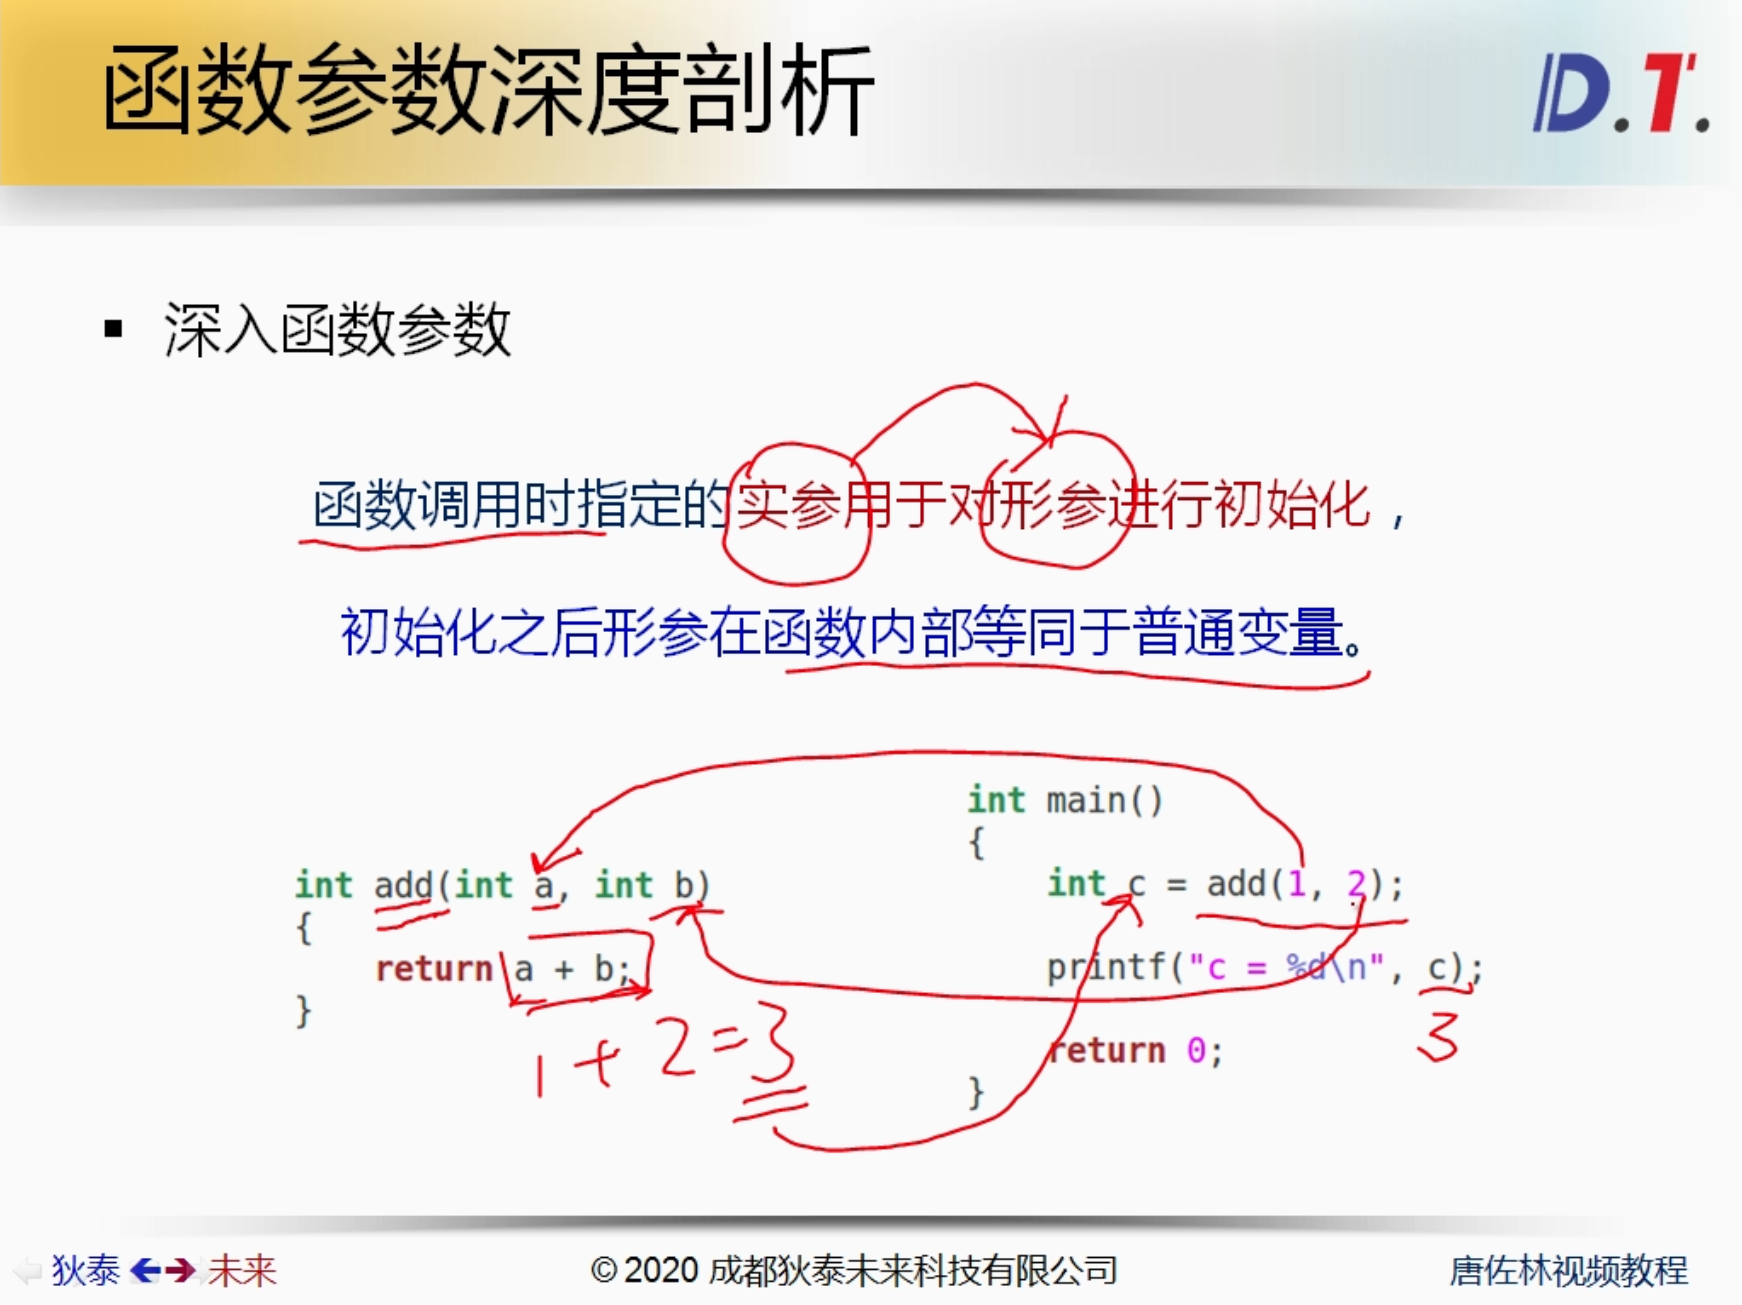 函数参数深度剖析
D.T.
▪ 深入函数参数
函数调用时指定的实参用于对形参进行初始化，
初始化之后形参在函数内部等同于普通变量。
int add(int a, int b)
{
return a + b;
}
1 + 2 = 3
int main()
{
int c = add(1, 2);
printf("c = %d\n", c);
3
return 0;
}
狄泰 未来
© 2020 成都狄泰未来科技有限公司
唐佐林视频教程